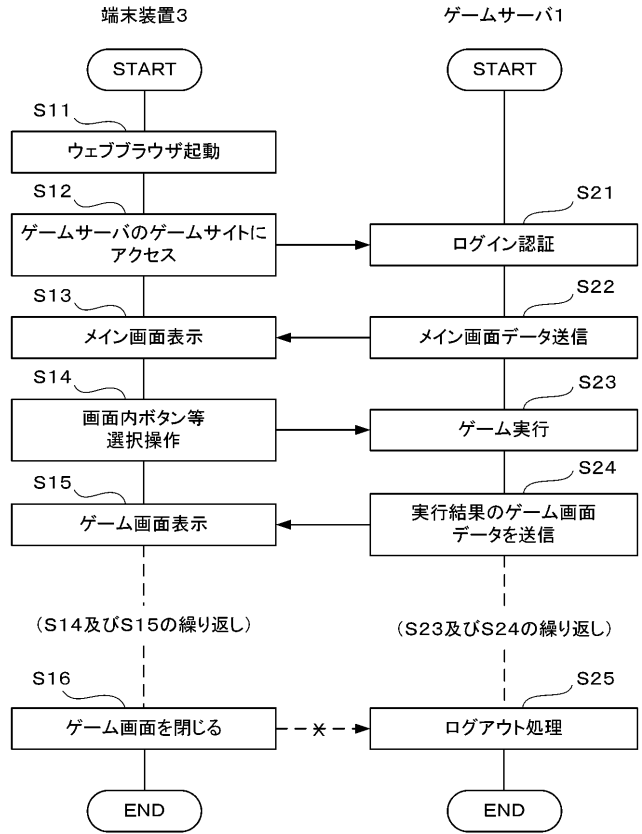 端末装置3
ゲームサーバ1
START
START
S11
ウェブブラウザ起動
S12
S21
ゲームサーバのゲームサイトに
アクセス
ログイン認証
S13
S22
メイン画面表示
メイン画面データ送信
S14
S23
画面内ボタン等
選択操作
ゲーム実行
S15
S24
ゲーム画面表示
実行結果のゲーム画面
データを送信
(S14及びS15の繰り返し)
(S23及びS24の繰り返し)
S16
S25
ゲーム画面を閉じる
ログアウト処理
END
END